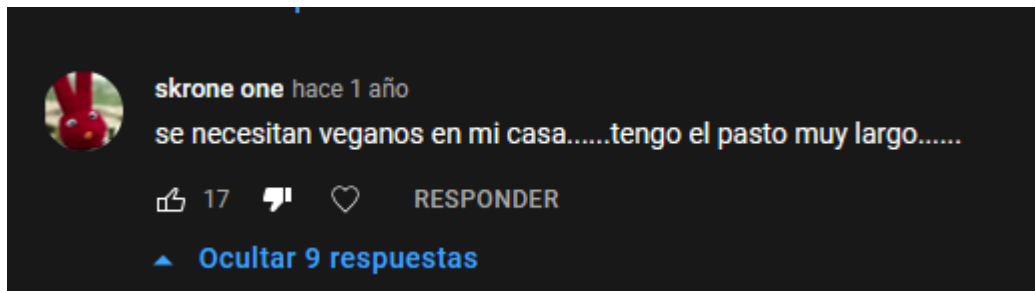 skrone one hace 1 año
se necesitan veganos en mi casa......tengo el pasto muy largo......
17 RESPONDER
Ocultar 9 respuestas